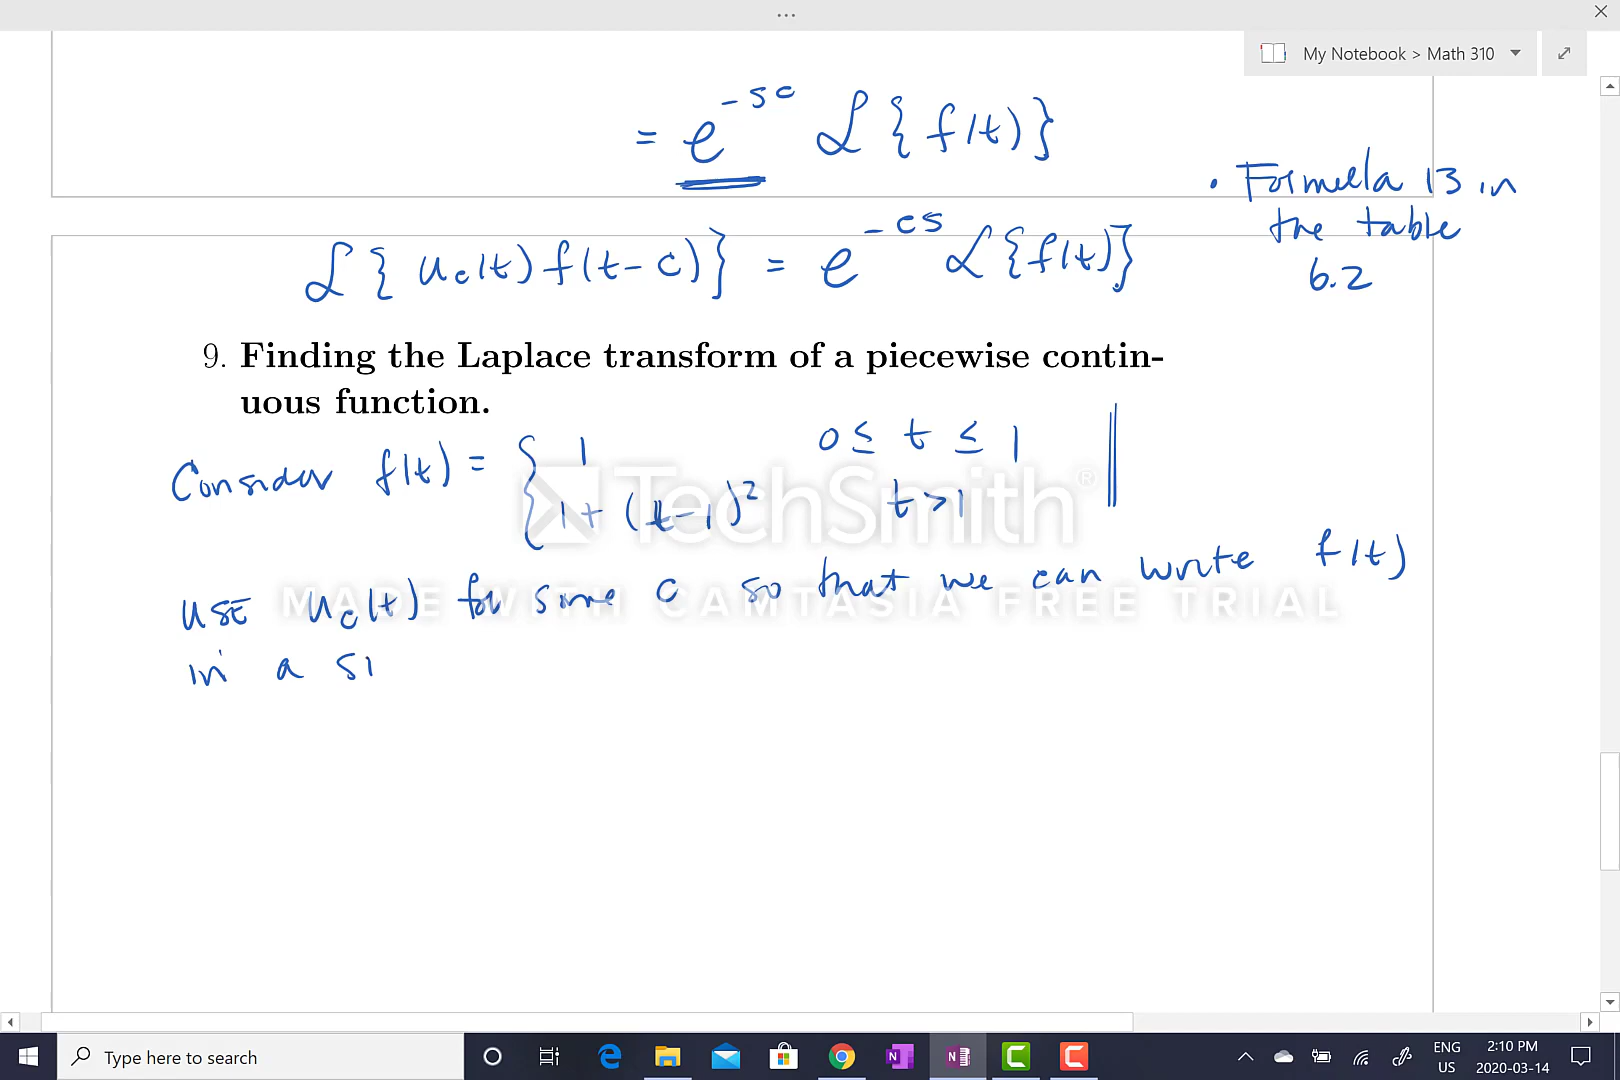 ...
My Notebook > Math 310
= e^{-sc} ℒ{f(t)}
• Formula 13 in
the table
6.2
ℒ{u_c(t) f(t-c)} = e^{-cs} ℒ{f(t)}
9. Finding the Laplace transform of a piecewise contin-
uous function.
Consider f(t) = { 1 0 ≤ t ≤ 1
1 + (t-1)^2 t > 1
TechSmith®
USE u_c(t) for some c so that we can write f(t)
MADE WITH CAMTASIA FREE TRIAL
in a si
Type here to search
ENG
US
2:10 PM
2020-03-14